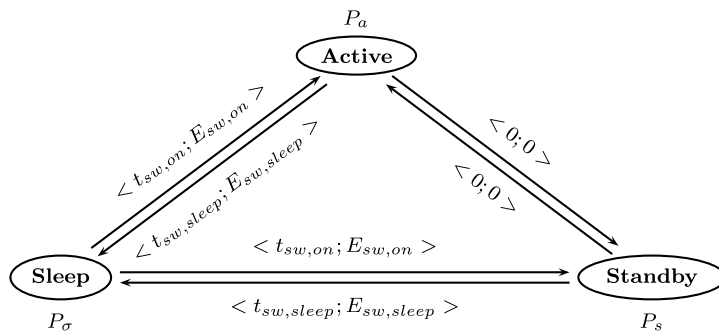 P_a
Active
< t_{sw,on}; E_{sw,on} >
< t_{sw,sleep}; E_{sw,sleep} >
< 0; 0 >
< 0; 0 >
Sleep
P_σ
< t_{sw,on}; E_{sw,on} >
< t_{sw,sleep}; E_{sw,sleep} >
Standby
P_s